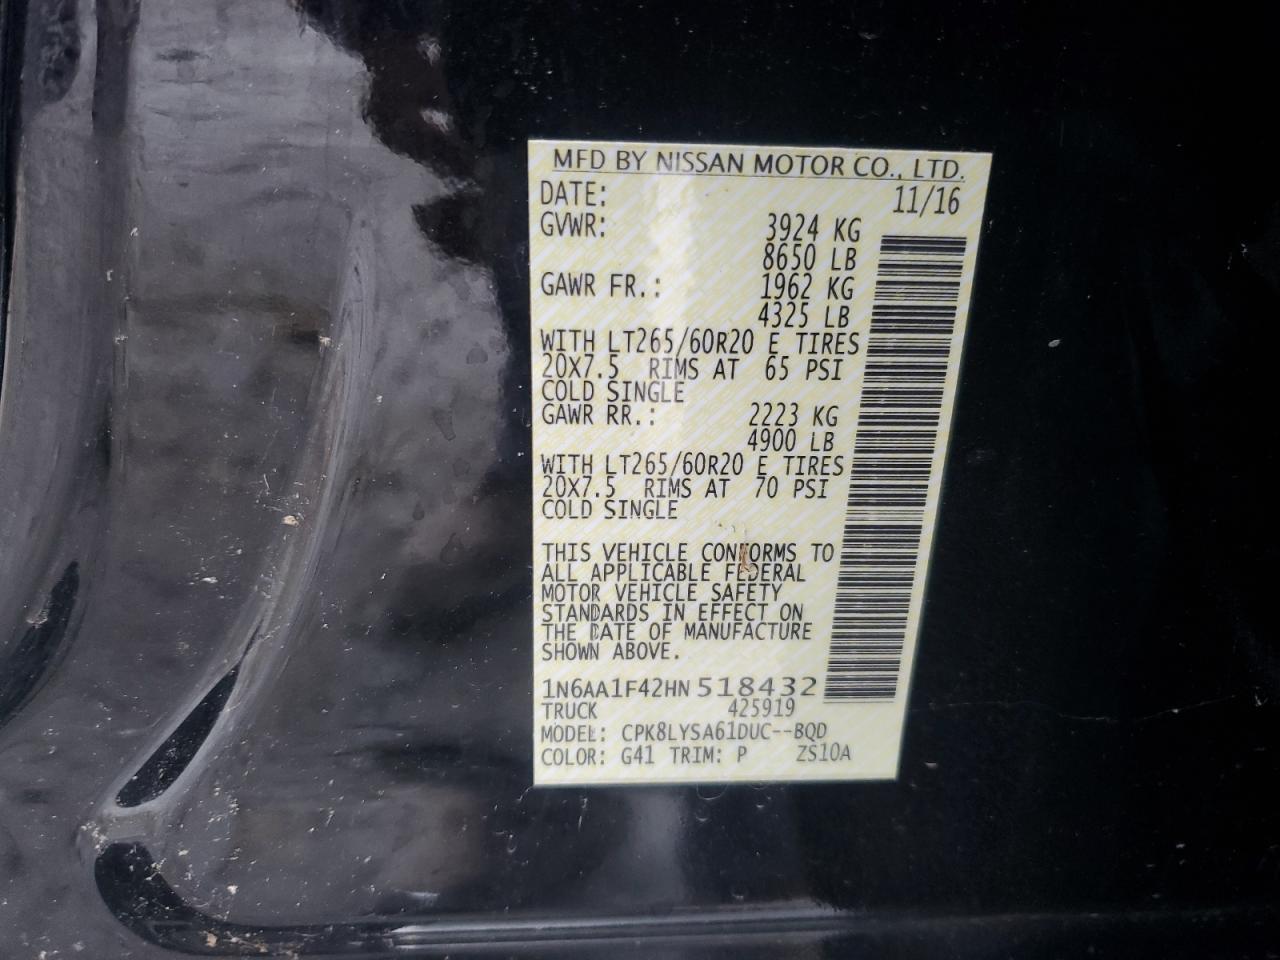 MFD BY NISSAN MOTOR CO., LTD.
DATE: 11/16
GVWR: 3924 KG
8650 LB
GAWR FR.: 1962 KG
4325 LB
WITH LT265/60R20 E TIRES
20X7.5 RIMS AT 65 PSI
COLD SINGLE
GAWR RR.: 2223 KG
4900 LB
WITH LT265/60R20 E TIRES
20X7.5 RIMS AT 70 PSI
COLD SINGLE
THIS VEHICLE CONFORMS TO
ALL APPLICABLE FEDERAL
MOTOR VEHICLE SAFETY
STANDARDS IN EFFECT ON
THE DATE OF MANUFACTURE
SHOWN ABOVE.
1N6AA1F42HN518432
TRUCK 425919
MODEL: CPK8LYSA61DUC--BQD
COLOR: G41 TRIM: P ZS10A